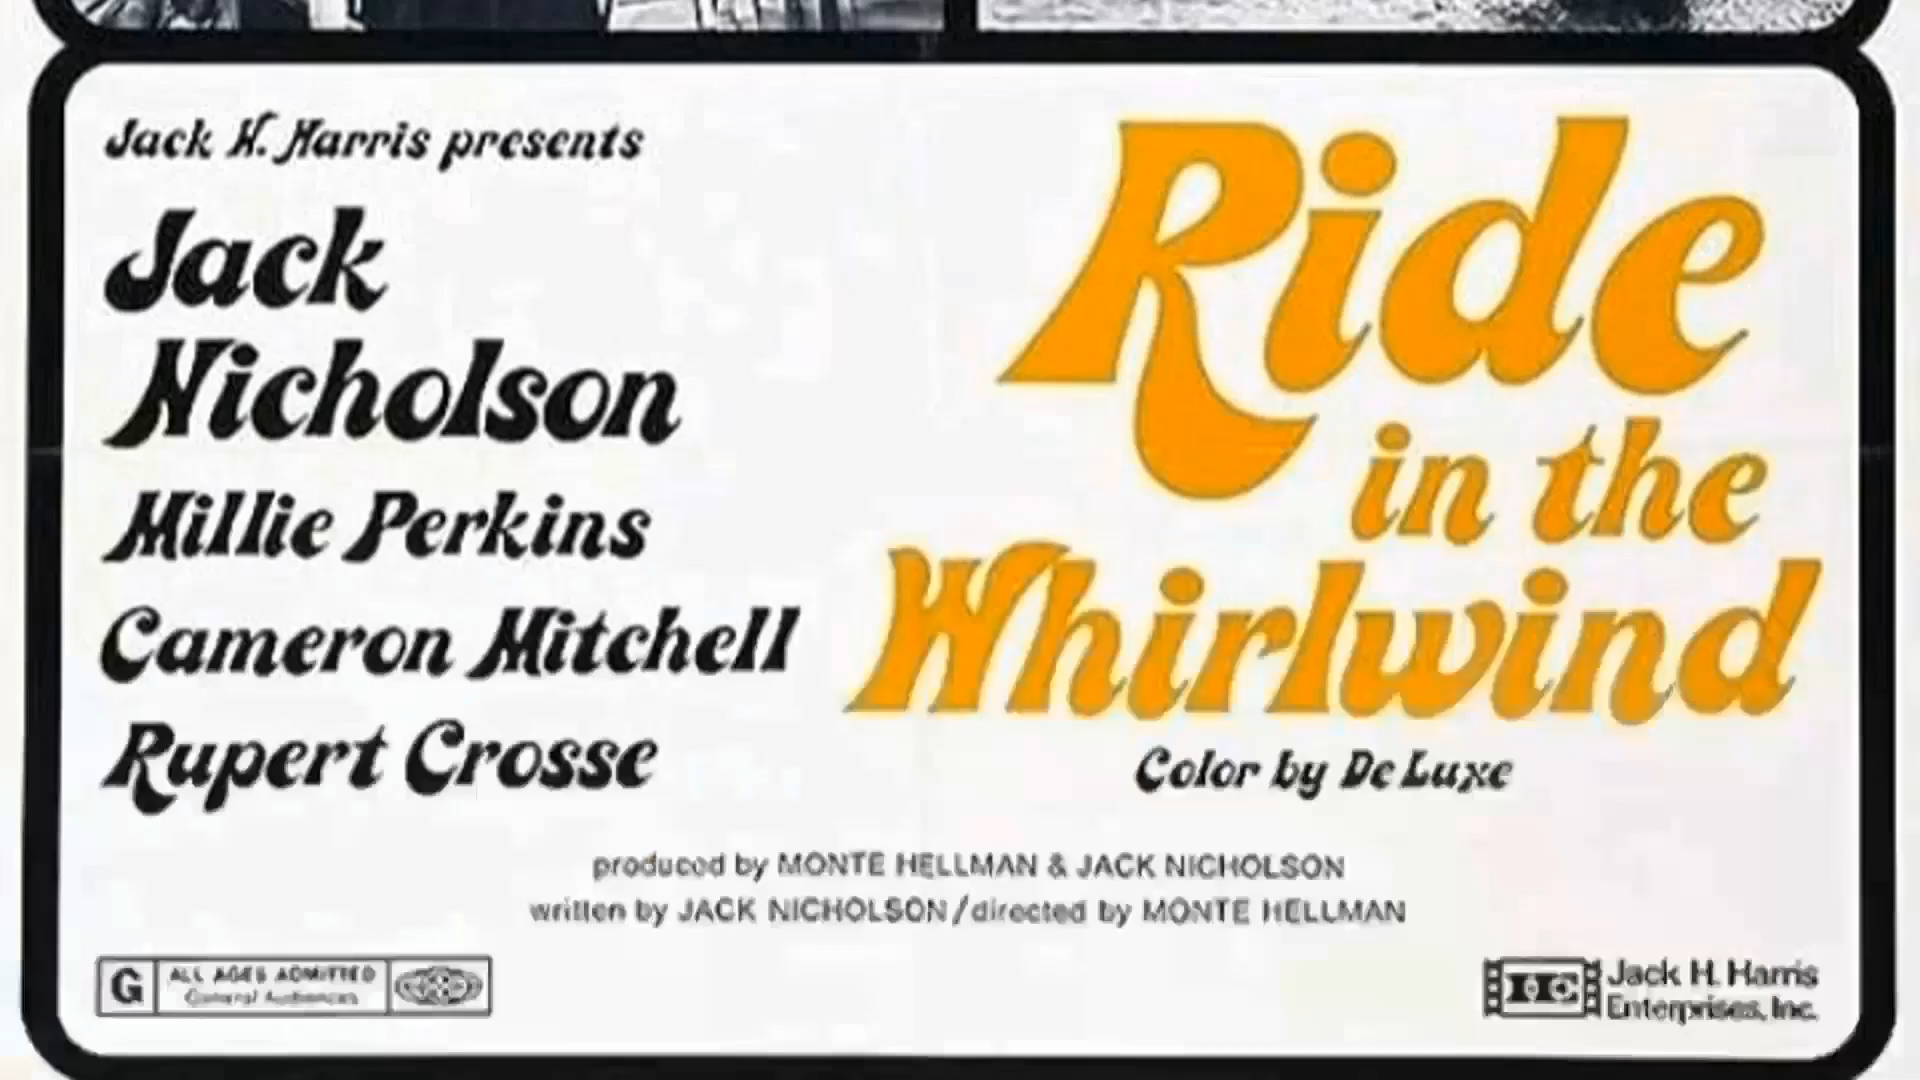 Jack H. Harris presents
Jack
Nicholson
Millie Perkins
Cameron Mitchell
Rupert Crosse
Ride
in the
Whirlwind
Color by DeLuxe
produced by MONTE HELLMAN & JACK NICHOLSON
written by JACK NICHOLSON/directed by MONTE HELLMAN
G ALL AGES ADMITTED
General Audiences
Jack H. Harris
Enterprises, Inc.